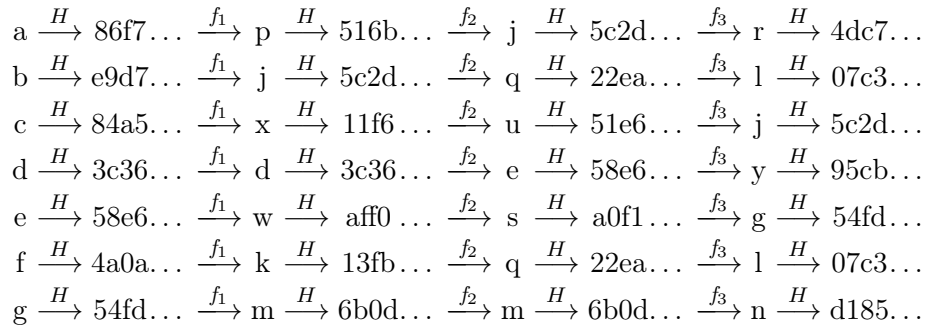 a H→ 86f7... f₁→ p H→ 516b... f₂→ j H→ 5c2d... f₃→ r H→ 4dc7...
b H→ e9d7... f₁→ j H→ 5c2d... f₂→ q H→ 22ea... f₃→ l H→ 07c3...
c H→ 84a5... f₁→ x H→ 11f6... f₂→ u H→ 51e6... f₃→ j H→ 5c2d...
d H→ 3c36... f₁→ d H→ 3c36... f₂→ e H→ 58e6... f₃→ y H→ 95cb...
e H→ 58e6... f₁→ w H→ aff0 ... f₂→ s H→ a0f1... f₃→ g H→ 54fd...
f H→ 4a0a... f₁→ k H→ 13fb... f₂→ q H→ 22ea... f₃→ l H→ 07c3...
g H→ 54fd... f₁→ m H→ 6b0d... f₂→ m H→ 6b0d... f₃→ n H→ d185...